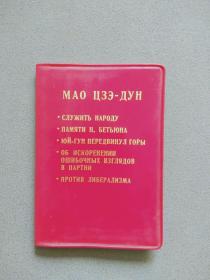 МАО ЦЗЭ-ДУН
• СЛУЖИТЬ НАРОДУ
• ПАМЯТИ Н. БЕТЬЮНА
• ЮЙ-ГУН ПЕРЕДВИНУЛ ГОРЫ
• ОБ ИСКОРЕНЕНИИ
ОШИБОЧНЫХ ВЗГЛЯДОВ
В ПАРТИИ
• ПРОТИВ ЛИБЕРАЛИЗМА